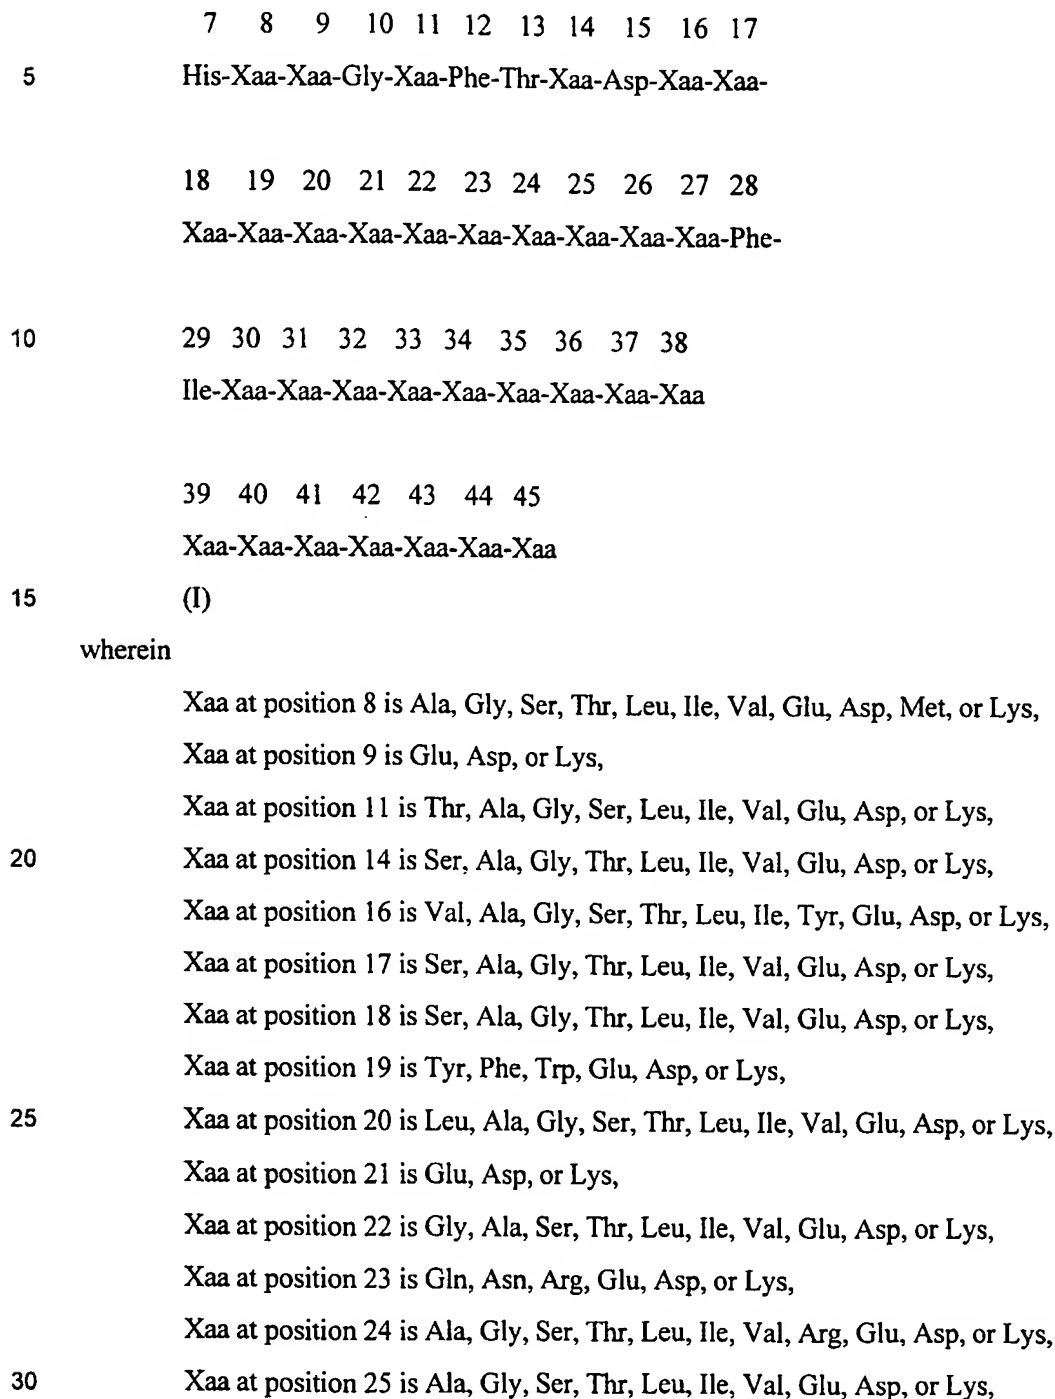 7 8 9 10 11 12 13 14 15 16 17
5 His-Xaa-Xaa-Gly-Xaa-Phe-Thr-Xaa-Asp-Xaa-Xaa-
18 19 20 21 22 23 24 25 26 27 28
Xaa-Xaa-Xaa-Xaa-Xaa-Xaa-Xaa-Xaa-Xaa-Xaa-Phe-
10 29 30 31 32 33 34 35 36 37 38
Ile-Xaa-Xaa-Xaa-Xaa-Xaa-Xaa-Xaa-Xaa-Xaa
39 40 41 42 43 44 45
Xaa-Xaa-Xaa-Xaa-Xaa-Xaa-Xaa
15 (I)
wherein
Xaa at position 8 is Ala, Gly, Ser, Thr, Leu, Ile, Val, Glu, Asp, Met, or Lys,
Xaa at position 9 is Glu, Asp, or Lys,
Xaa at position 11 is Thr, Ala, Gly, Ser, Leu, Ile, Val, Glu, Asp, or Lys,
20 Xaa at position 14 is Ser, Ala, Gly, Thr, Leu, Ile, Val, Glu, Asp, or Lys,
Xaa at position 16 is Val, Ala, Gly, Ser, Thr, Leu, Ile, Tyr, Glu, Asp, or Lys,
Xaa at position 17 is Ser, Ala, Gly, Thr, Leu, Ile, Val, Glu, Asp, or Lys,
Xaa at position 18 is Ser, Ala, Gly, Thr, Leu, Ile, Val, Glu, Asp, or Lys,
Xaa at position 19 is Tyr, Phe, Trp, Glu, Asp, or Lys,
25 Xaa at position 20 is Leu, Ala, Gly, Ser, Thr, Leu, Ile, Val, Glu, Asp, or Lys,
Xaa at position 21 is Glu, Asp, or Lys,
Xaa at position 22 is Gly, Ala, Ser, Thr, Leu, Ile, Val, Glu, Asp, or Lys,
Xaa at position 23 is Gln, Asn, Arg, Glu, Asp, or Lys,
Xaa at position 24 is Ala, Gly, Ser, Thr, Leu, Ile, Val, Arg, Glu, Asp, or Lys,
30 Xaa at position 25 is Ala, Gly, Ser, Thr, Leu, Ile, Val, Glu, Asp, or Lys,